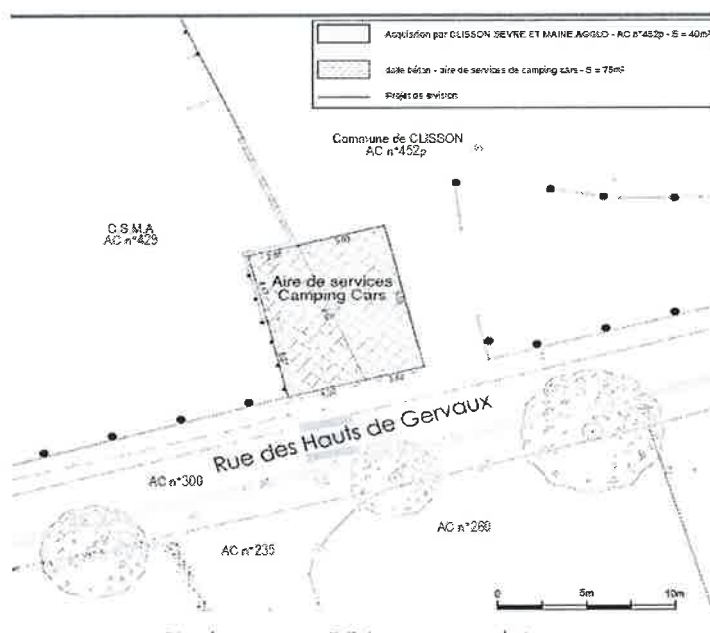 Acquisition par CLISSON SEVRE ET MAINE AGGLO - AC n°452p - S = 40m²
dalle béton - aire de services de camping cars - S = 75m²
Projet de division
Commune de CLISSON
AC n°452p
C.S.M.A
AC n°429
Aire de services
Camping Cars
Rue des Hauts de Gervaux
AC n°300
AC n°235
AC n°260
0 5m 10m